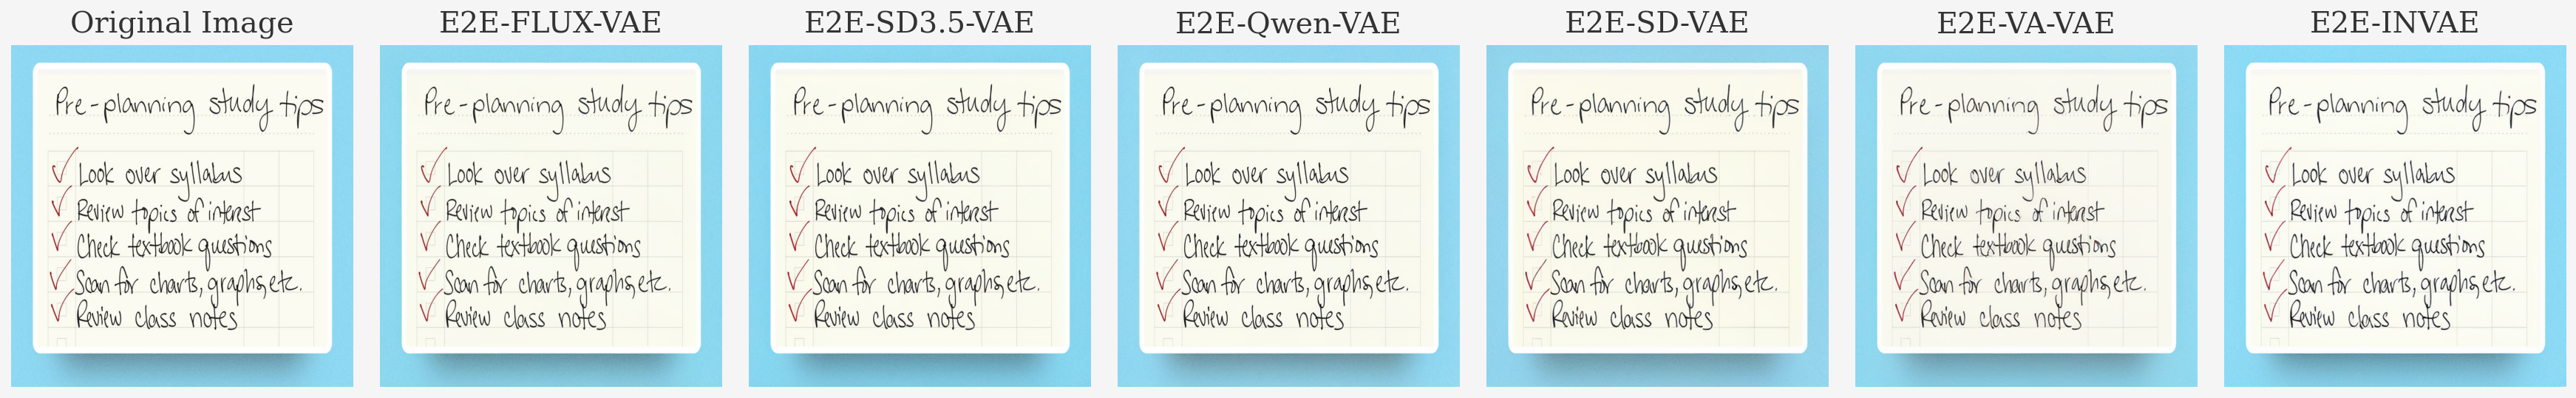 Original Image
Pre-planning study tips
Look over syllabus
Review topics of interest
Check textbook questions
Scan for charts, graphs, etc.
Review class notes
E2E-FLUX-VAE
Pre-planning study tips
Look over syllabus
Review topics of interest
Check textbook questions
Scan for charts, graphs, etc.
Review class notes
E2E-SD3.5-VAE
Pre-planning study tips
Look over syllabus
Review topics of interest
Check textbook questions
Scan for charts, graphs, etc.
Review class notes
E2E-Qwen-VAE
Pre-planning study tips
Look over syllabus
Review topics of interest
Check textbook questions
Scan for charts, graphs, etc.
Review class notes
E2E-SD-VAE
Pre-planning study tips
Look over syllabus
Review topics of interest
Check textbook questions
Scan for charts, graphs, etc.
Review class notes
E2E-VA-VAE
Pre-planning study tips
Look over syllabus
Review topics of interest
Check textbook questions
Scan for charts, graphs, etc.
Review class notes
E2E-INVAE
Pre-planning study tips
Look over syllabus
Review topics of interest
Check textbook questions
Scan for charts, graphs, etc.
Review class notes